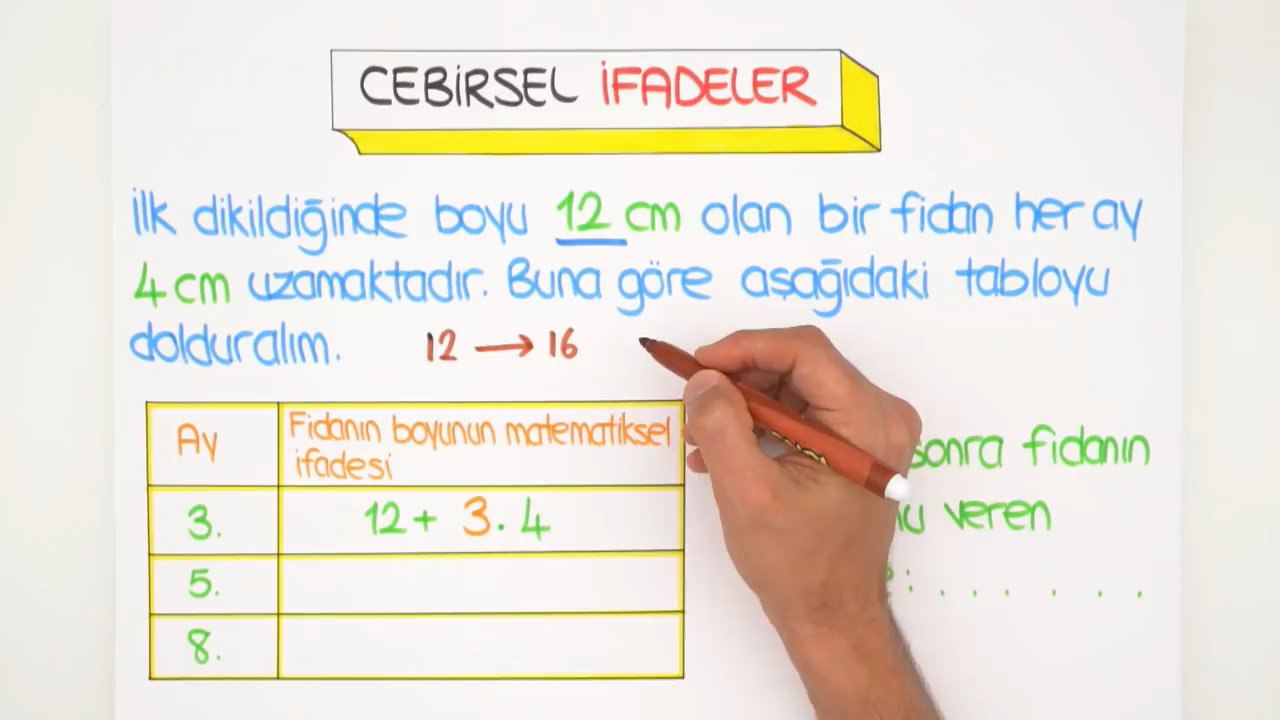 CEBİRSEL İFADELER
İlk dikildiğinde boyu 12 cm olan bir fidan her ay
4 cm uzamaktadır. Buna göre aşağıdaki tabloyu
dolduralım. 12 → 16
Ay
Fidanın boyunun matematiksel
ifadesi
3. 12 + 3 . 4
5.
8.
sonra fidanın
veren
: . . . . . .